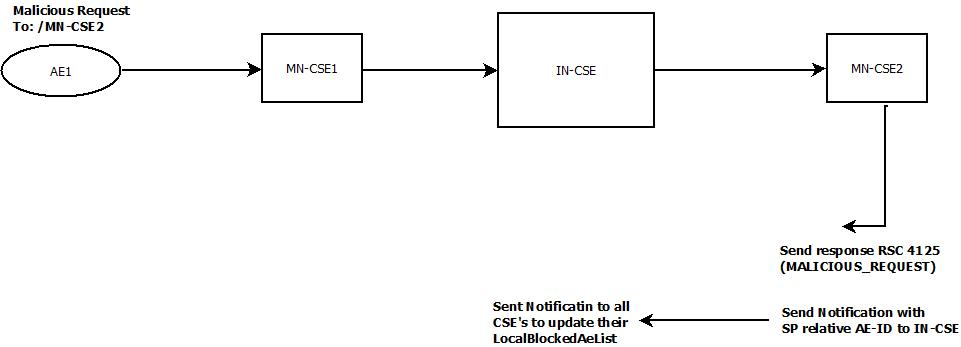 Malicious Request
To: /MN-CSE2
AE1
MN-CSE1
IN-CSE
MN-CSE2
Send response RSC 4125
(MALICIOUS_REQUEST)
Sent Notificatin to all
CSE's to update their
LocalBlockedAeList
Send Notification with
SP relative AE-ID to IN-CSE